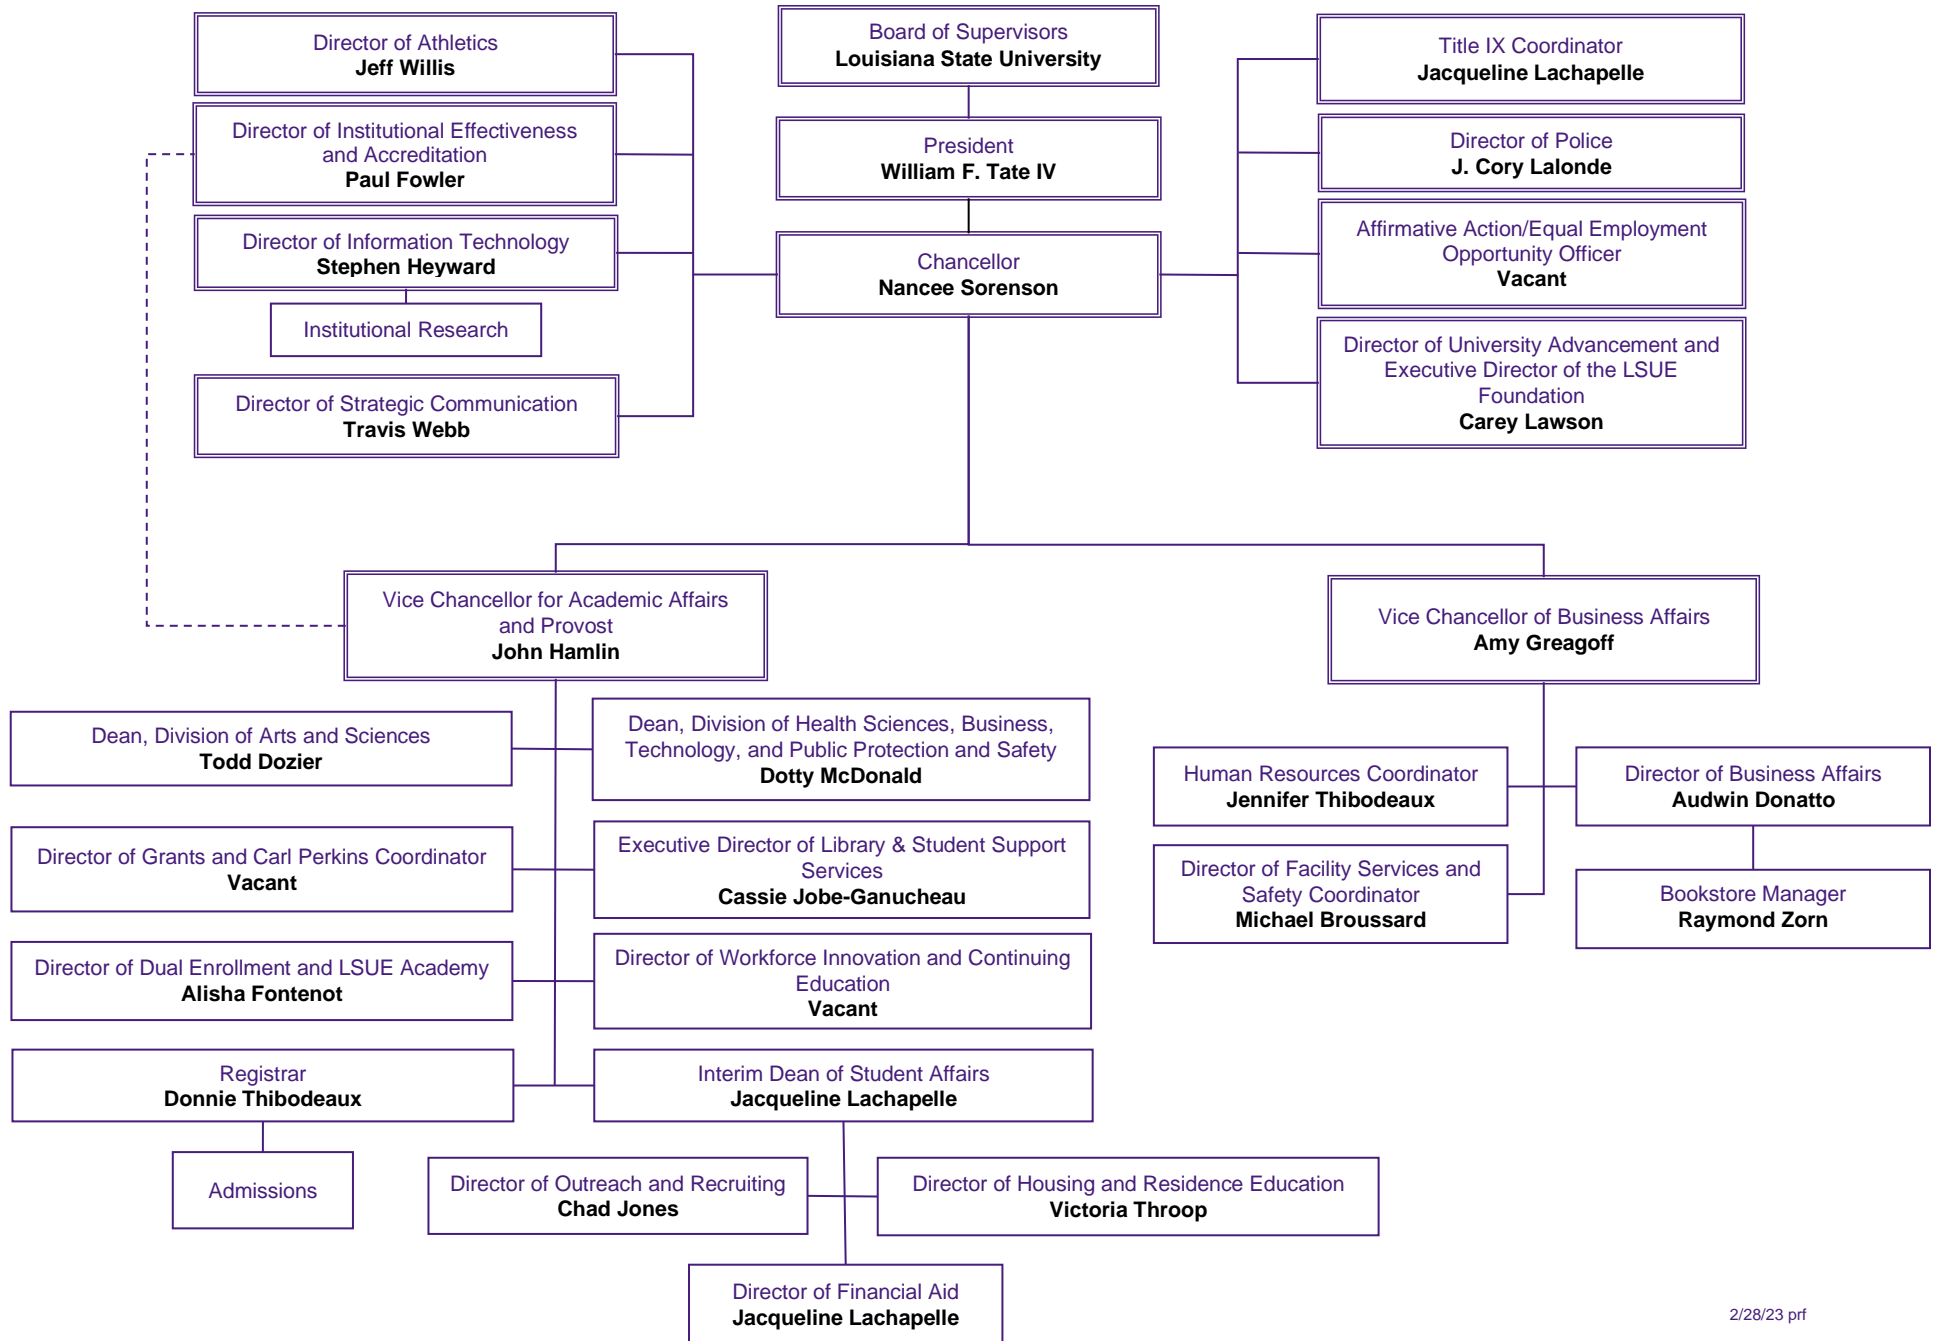 Board of Supervisors
Louisiana State University
President
William F. Tate IV
Chancellor
Nancee Sorenson
Director of Athletics
Jeff Willis
Director of Institutional Effectiveness
and Accreditation
Paul Fowler
Director of Information Technology
Stephen Heyward
Institutional Research
Director of Strategic Communication
Travis Webb
Title IX Coordinator
Jacqueline Lachapelle
Director of Police
J. Cory Lalonde
Affirmative Action/Equal Employment
Opportunity Officer
Vacant
Director of University Advancement and
Executive Director of the LSUE
Foundation
Carey Lawson
Vice Chancellor for Academic Affairs
and Provost
John Hamlin
Dean, Division of Arts and Sciences
Todd Dozier
Dean, Division of Health Sciences, Business,
Technology, and Public Protection and Safety
Dotty McDonald
Director of Grants and Carl Perkins Coordinator
Vacant
Executive Director of Library & Student Support
Services
Cassie Jobe-Ganucheau
Director of Dual Enrollment and LSUE Academy
Alisha Fontenot
Director of Workforce Innovation and Continuing
Education
Vacant
Registrar
Donnie Thibodeaux
Admissions
Interim Dean of Student Affairs
Jacqueline Lachapelle
Director of Outreach and Recruiting
Chad Jones
Director of Housing and Residence Education
Victoria Throop
Director of Financial Aid
Jacqueline Lachapelle
Vice Chancellor of Business Affairs
Amy Greagoff
Human Resources Coordinator
Jennifer Thibodeaux
Director of Business Affairs
Audwin Donatto
Director of Facility Services and
Safety Coordinator
Michael Broussard
Bookstore Manager
Raymond Zorn
2/28/23 prf